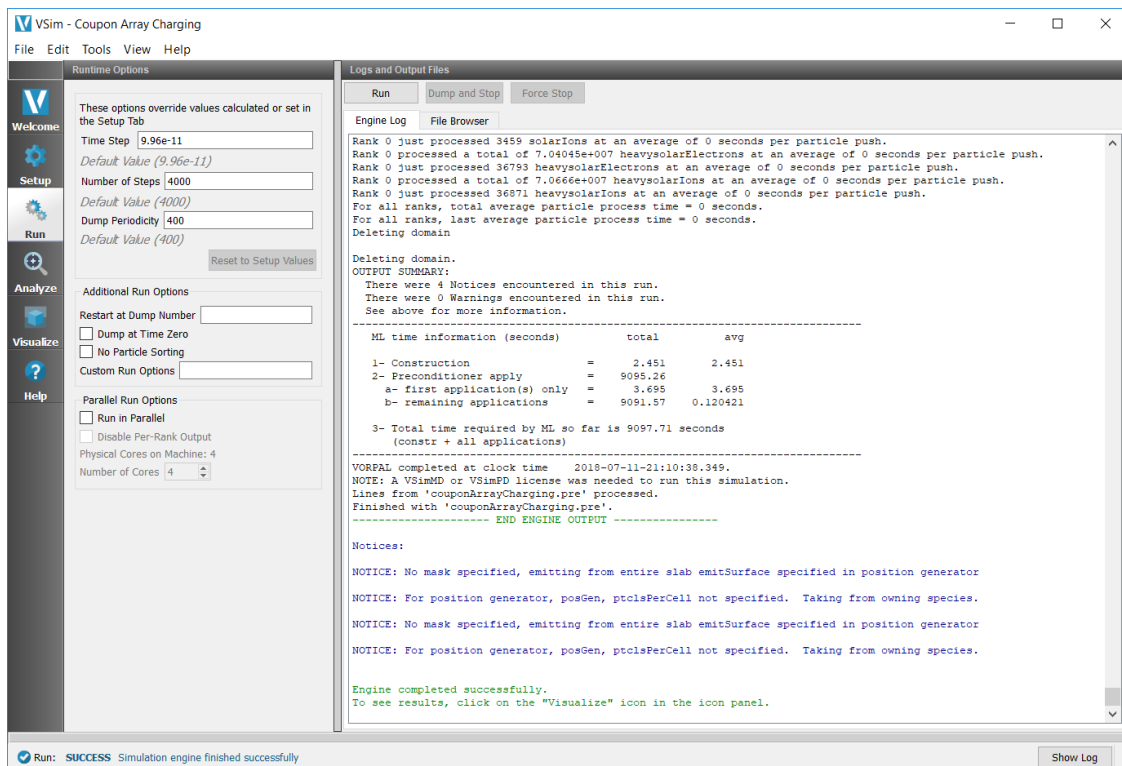 VSim - Coupon Array Charging
File Edit Tools View Help
Welcome
Setup
Run
Analyze
Visualize
Help
Runtime Options
These options override values calculated or set in
the Setup Tab
Time Step 9.96e-11
Default Value (9.96e-11)
Number of Steps 4000
Default Value (4000)
Dump Periodicity 400
Default Value (400)
Reset to Setup Values
Additional Run Options
Restart at Dump Number
Dump at Time Zero
No Particle Sorting
Custom Run Options
Parallel Run Options
Run in Parallel
Disable Per-Rank Output
Physical Cores on Machine: 4
Number of Cores 4
Logs and Output Files
Run Dump and Stop Force Stop
Engine Log File Browser
Rank 0 just processed 3459 solarIons at an average of 0 seconds per particle push.
Rank 0 processed a total of 7.04045e+007 heavysolarElectrons at an average of 0 seconds per particle push.
Rank 0 just processed 36793 heavysolarElectrons at an average of 0 seconds per particle push.
Rank 0 processed a total of 7.0666e+007 heavysolarIons at an average of 0 seconds per particle push.
Rank 0 just processed 36871 heavysolarIons at an average of 0 seconds per particle push.
For all ranks, total average particle process time = 0 seconds.
For all ranks, last average particle process time = 0 seconds.
Deleting domain
Deleting domain.
OUTPUT SUMMARY:
There were 4 Notices encountered in this run.
There were 0 Warnings encountered in this run.
See above for more information.
-------------------------------------------------------------------------
ML time information (seconds) total avg
1- Construction = 2.451 2.451
2- Preconditioner apply = 9095.26
a- first application(s) only = 3.695 3.695
b- remaining applications = 9091.57 0.120421
3- Total time required by ML so far is 9097.71 seconds
(constr + all applications)
-------------------------------------------------------------------------
VORPAL completed at clock time 2018-07-11-21:10:38.349.
NOTE: A VSimMD or VSimPD license was needed to run this simulation.
Lines from 'couponArrayCharging.pre' processed.
Finished with 'couponArrayCharging.pre'.
-------------------- END ENGINE OUTPUT ---------------
Notices:
NOTICE: No mask specified, emitting from entire slab emitSurface specified in position generator
NOTICE: For position generator, posGen, ptclsPerCell not specified. Taking from owning species.
NOTICE: No mask specified, emitting from entire slab emitSurface specified in position generator
NOTICE: For position generator, posGen, ptclsPerCell not specified. Taking from owning species.
Engine completed successfully.
To see results, click on the "Visualize" icon in the icon panel.
Run: SUCCESS Simulation engine finished successfully
Show Log